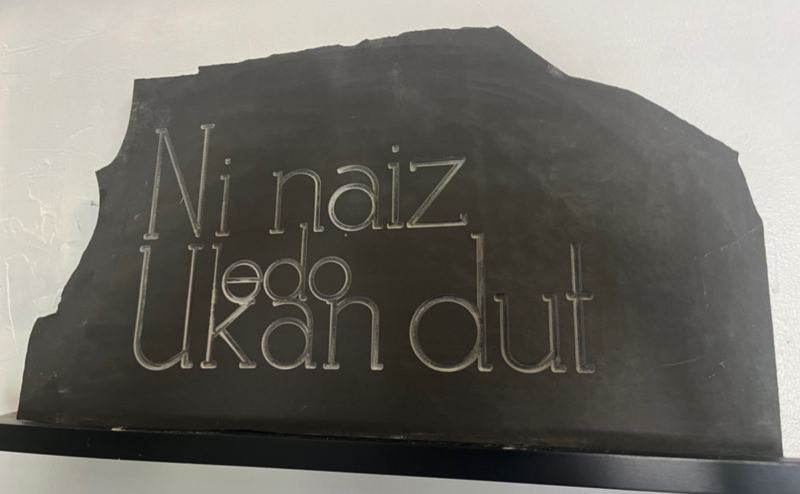 Ni naiz
edo
Ukan dut